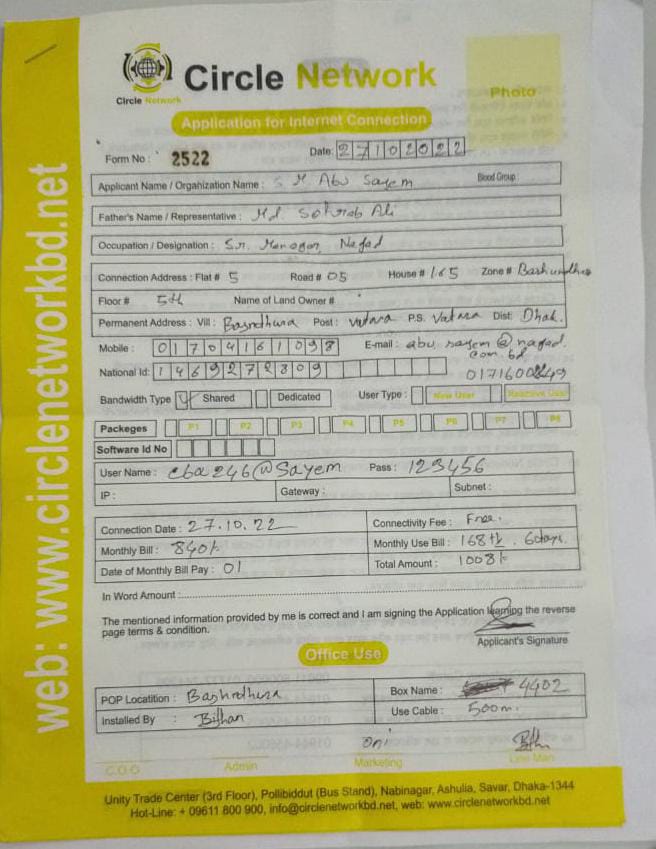 Circle Network
Circle Network
Photo
Application for Internet Connection
Form No : 2522
Date: 27102022
Applicant Name / Organization Name : S M. Abu Sayem Blood Group :
Father's Name / Representative : Md. Sohrab Ali
Occupation / Designation : Sr. Manager, Nagad
Connection Address : Flat # 5 Road # 05 House # 165 Zone # Bashundhra
Floor # 5th Name of Land Owner #
Permanent Address : Vill : Post : Vatara P.S. Vatara Dist: Dhak.
Mobile : 01704161098 E-mail : abu.sayem@nagad.com.bd
National Id: 1469272809
Bandwidth Type Shared Dedicated User Type : New User Reactive User
Packeges P1 P2 P3 P4 P5 P6 P7 P8
Software Id No
User Name : cba246@Sayem Pass : 123456
IP : Gateway : Subnet :
Connection Date : 27.10.22 Connectivity Fee : Free.
Monthly Bill : 840/- Monthly Use Bill : 168 tk. 6days.
Date of Monthly Bill Pay : 01 Total Amount : 1008/-
In Word Amount :
The mentioned information provided by me is correct and I am signing the Application learning the reverse
page terms & condition.
Applicant's Signature
Office Use
POP Locatition : Box Name : 4402
Installed By : Use Cable : 500m.
C.O.O Admin Marketing Line Man
Unity Trade Center (3rd Floor), Pollibiddut (Bus Stand), Nabinagar, Ashulia, Savar, Dhaka-1344
Hot-Line: + 09611 800 900, info@circlenetworkbd.net, web: www.circlenetworkbd.net
web: www.circlenetworkbd.net